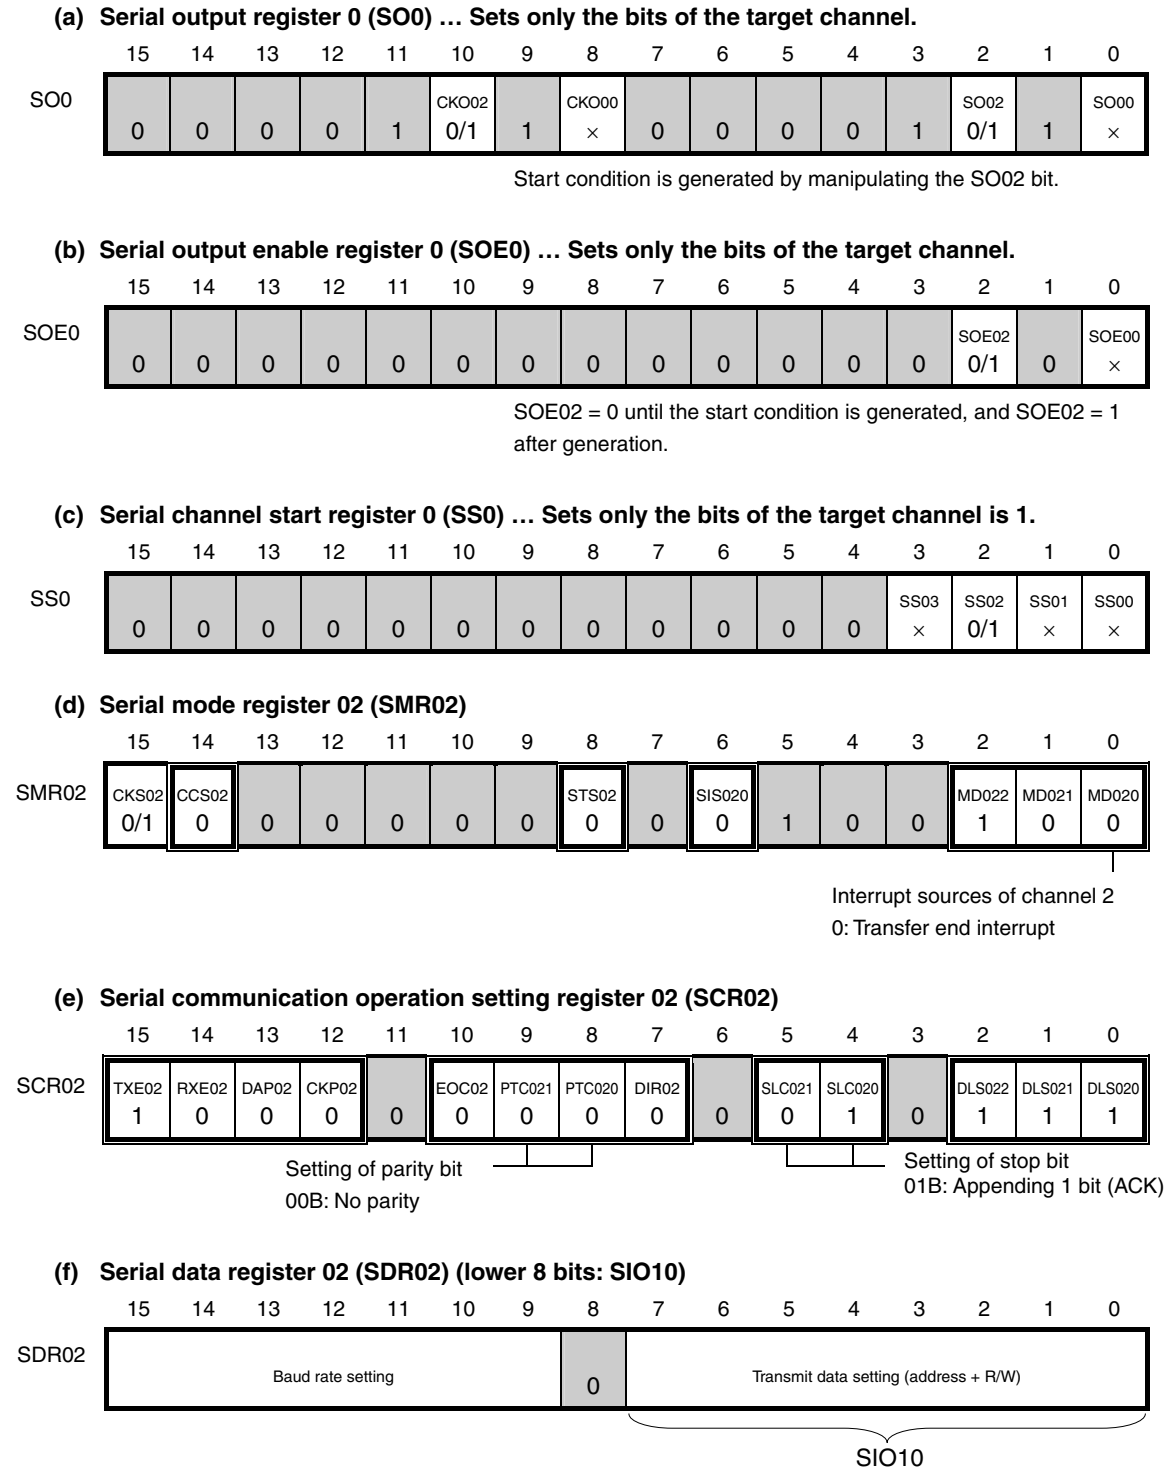 (a) Serial output register 0 (SO0) … Sets only the bits of the target channel.
15 14 13 12 11 10 9 8 7 6 5 4 3 2 1 0
SO0
CKO02 CKO00 SO02 SO00
0 0 0 0 1 0/1 1 × 0 0 0 0 1 0/1 1 ×
Start condition is generated by manipulating the SO02 bit.
(b) Serial output enable register 0 (SOE0) … Sets only the bits of the target channel.
15 14 13 12 11 10 9 8 7 6 5 4 3 2 1 0
SOE0
SOE02 SOE00
0 0 0 0 0 0 0 0 0 0 0 0 0 0/1 0 ×
SOE02 = 0 until the start condition is generated, and SOE02 = 1
after generation.
(c) Serial channel start register 0 (SS0) … Sets only the bits of the target channel is 1.
15 14 13 12 11 10 9 8 7 6 5 4 3 2 1 0
SS0
SS03 SS02 SS01 SS00
0 0 0 0 0 0 0 0 0 0 0 0 × 0/1 × ×
(d) Serial mode register 02 (SMR02)
15 14 13 12 11 10 9 8 7 6 5 4 3 2 1 0
SMR02
CKS02 CCS02 STS02 SIS020 MD022 MD021 MD020
0/1 0 0 0 0 0 0 0 0 0 1 0 0 1 0 0
Interrupt sources of channel 2
0: Transfer end interrupt
(e) Serial communication operation setting register 02 (SCR02)
15 14 13 12 11 10 9 8 7 6 5 4 3 2 1 0
SCR02
TXE02 RXE02 DAP02 CKP02 EOC02 PTC021 PTC020 DIR02 SLC021 SLC020 DLS022 DLS021 DLS020
1 0 0 0 0 0 0 0 0 0 0 1 0 1 1 1
Setting of parity bit
00B: No parity
Setting of stop bit
01B: Appending 1 bit (ACK)
(f) Serial data register 02 (SDR02) (lower 8 bits: SIO10)
15 14 13 12 11 10 9 8 7 6 5 4 3 2 1 0
SDR02
Baud rate setting 0 Transmit data setting (address + R/W)
SIO10